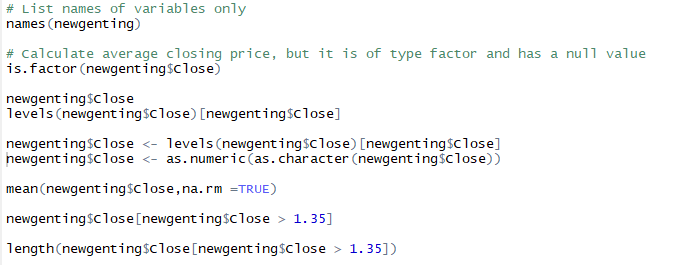 # List names of variables only
names(newgenting)
# Calculate average closing price, but it is of type factor and has a null value
is.factor(newgenting$Close)
newgenting$Close
levels(newgenting$Close)[newgenting$Close]
newgenting$Close <- levels(newgenting$Close)[newgenting$Close]
newgenting$Close <- as.numeric(as.character(newgenting$Close))
mean(newgenting$Close,na.rm =TRUE)
newgenting$Close[newgenting$Close > 1.35]
length(newgenting$Close[newgenting$Close > 1.35])